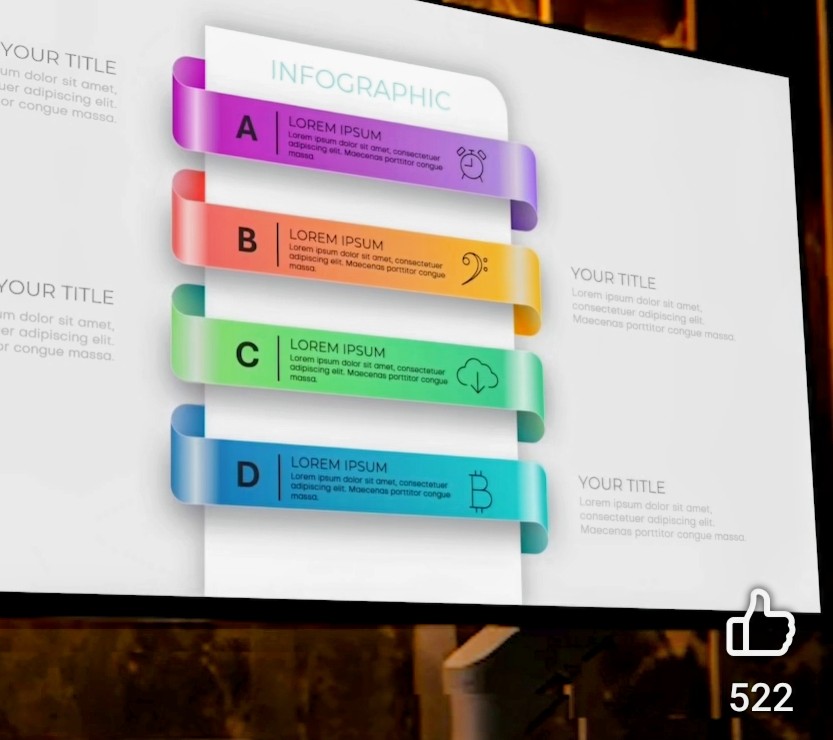 YOUR TITLE
um dolor sit amet,
uer adipiscing elit.
or congue massa.
YOUR TITLE
m dolor sit amet,
er adipiscing elit.
or congue massa.
INFOGRAPHIC
A
LOREM IPSUM
Lorem ipsum dolor sit amet, consectetuer
adipiscing elit. Maecenas porttitor congue
massa.
B
LOREM IPSUM
Lorem ipsum dolor sit amet, consectetuer
adipiscing elit. Maecenas porttitor congue
massa.
C
LOREM IPSUM
Lorem ipsum dolor sit amet, consectetuer
adipiscing elit. Maecenas porttitor congue
massa.
D
LOREM IPSUM
Lorem ipsum dolor sit amet, consectetuer
adipiscing elit. Maecenas porttitor congue
massa.
YOUR TITLE
Lorem ipsum dolor sit amet,
consectetuer adipiscing elit.
Maecenas porttitor congue massa.
YOUR TITLE
Lorem ipsum dolor sit amet,
consectetuer adipiscing elit.
Maecenas porttitor congue massa.
522